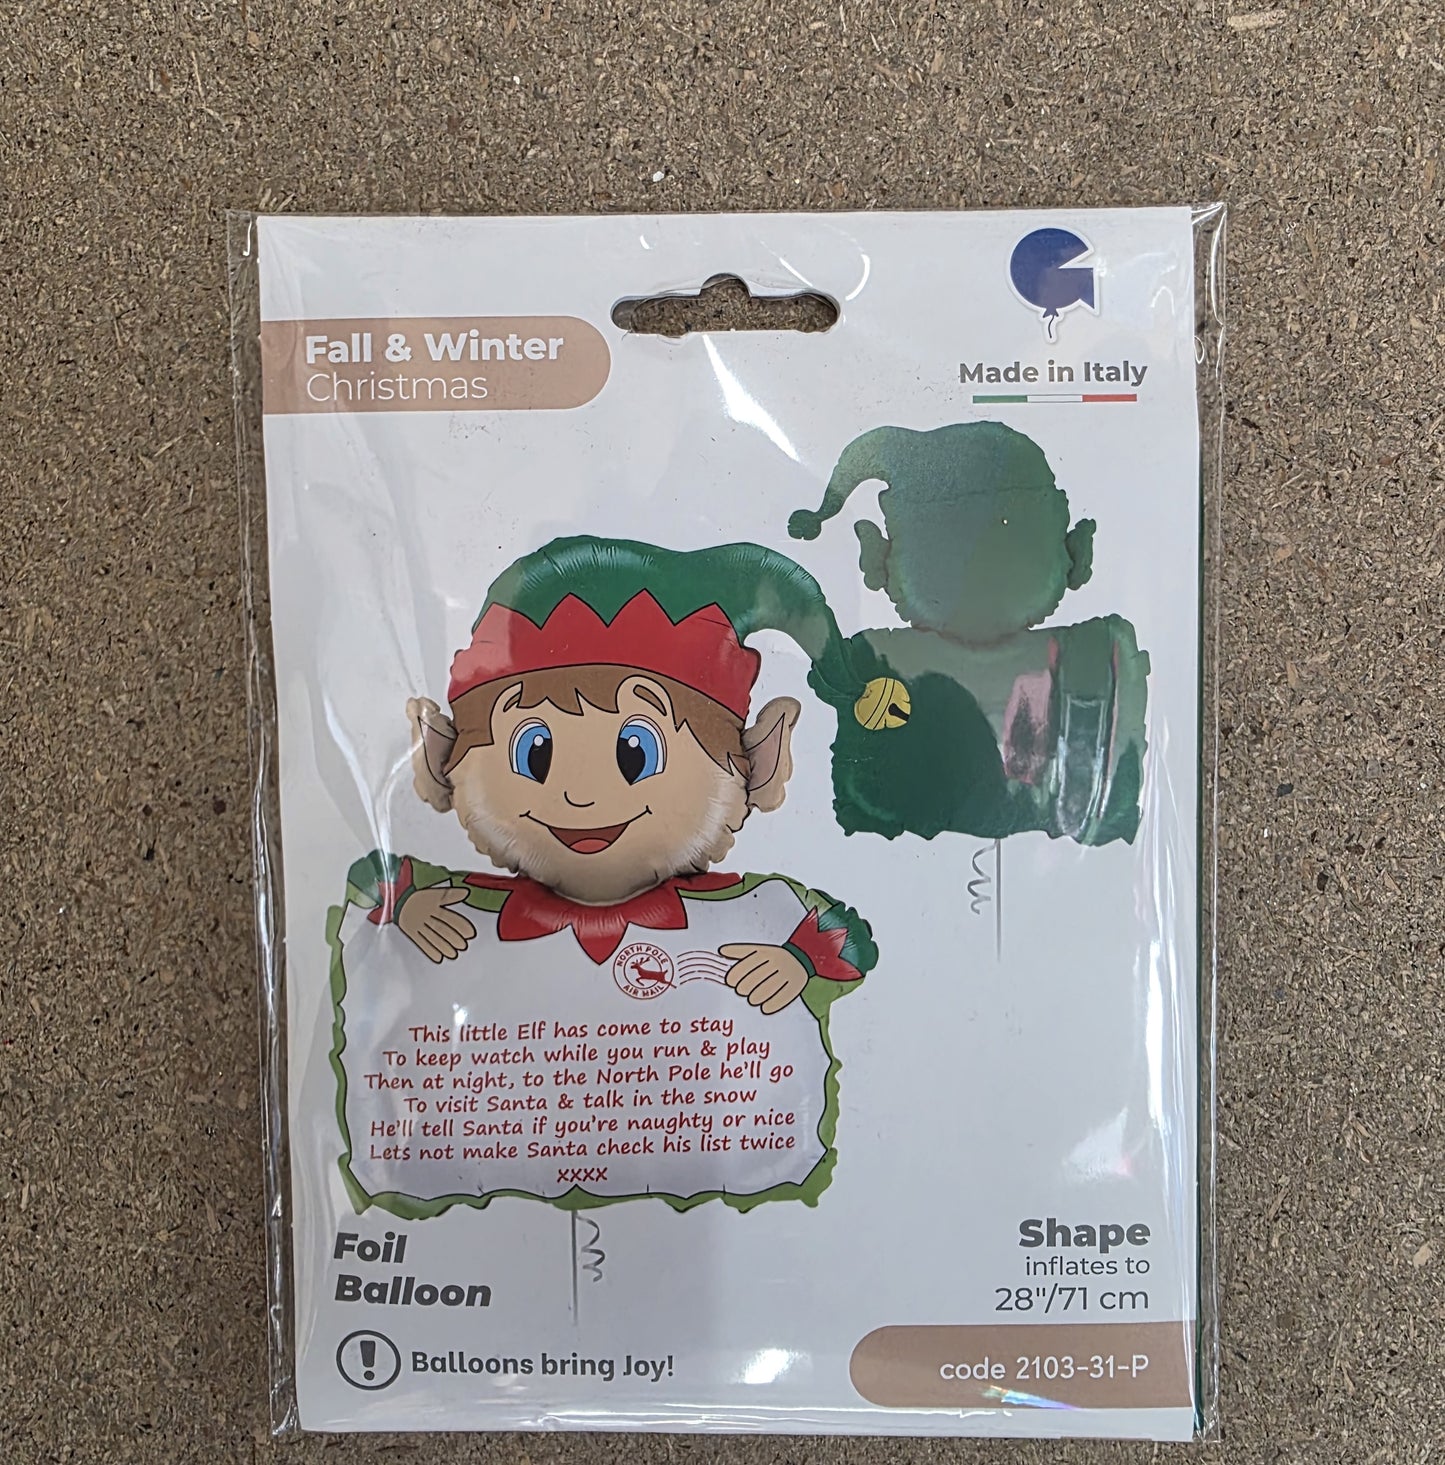 Fall & Winter
Christmas
Made in Italy
NORTH POLE
AIR MAIL
This little Elf has come to stay
To keep watch while you run & play
Then at night, to the North Pole he'll go
To visit Santa & talk in the snow
He'll tell Santa if you're naughty or nice
Lets not make Santa check his list twice
xxxx
Foil
Balloon
Balloons bring Joy!
Shape
inflates to
28"/71 cm
code 2103-31-P